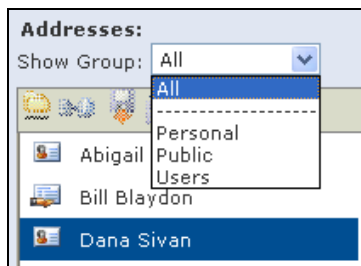 Addresses:
Show Group: All
All
--------------------
Personal
Abigail Public
Users
Bill Blaydon
Dana Sivan